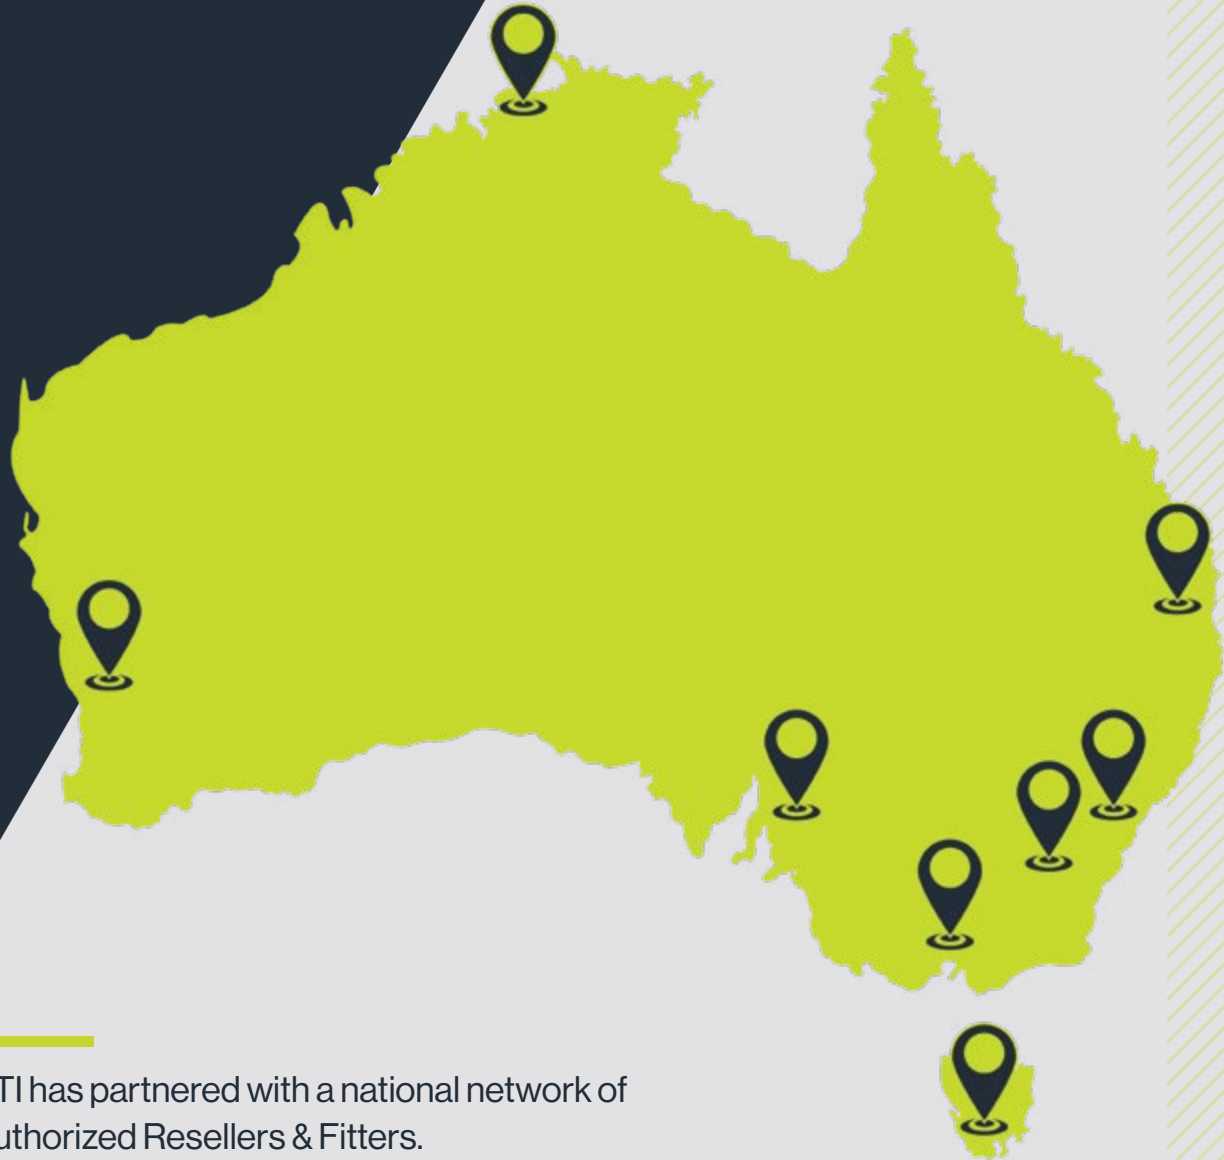 TI has partnered with a national network of
uthorized Resellers & Fitters.